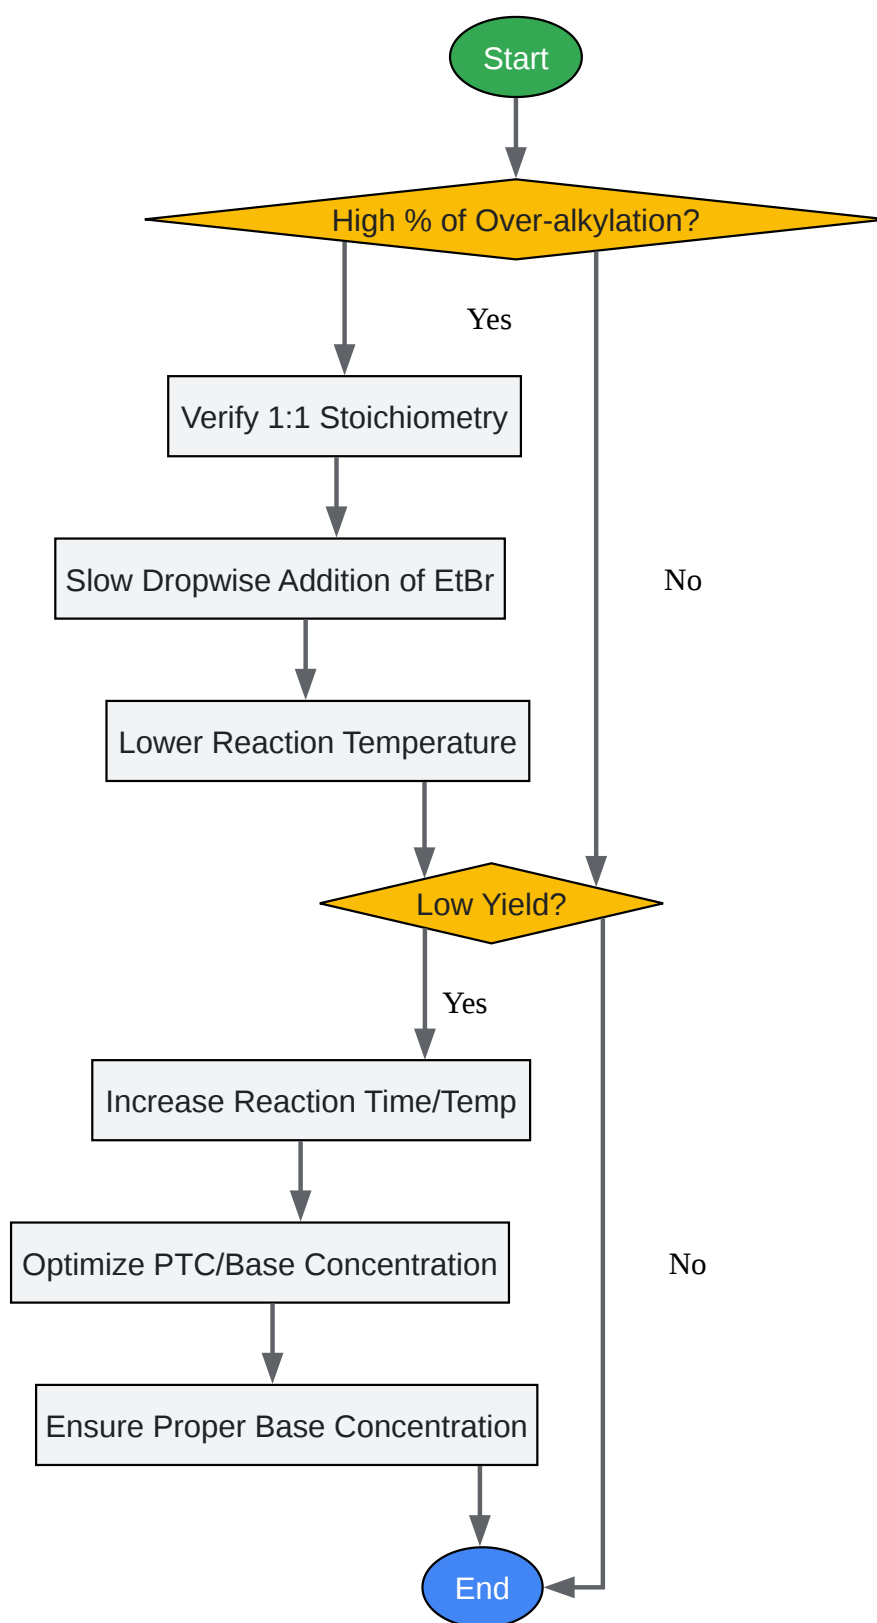 Start
High % of Over-alkylation?
Yes
Verify 1:1 Stoichiometry
Slow Dropwise Addition of EtBr
No
Lower Reaction Temperature
Low Yield?
Yes
Increase Reaction Time/Temp
Optimize PTC/Base Concentration
No
Ensure Proper Base Concentration
End